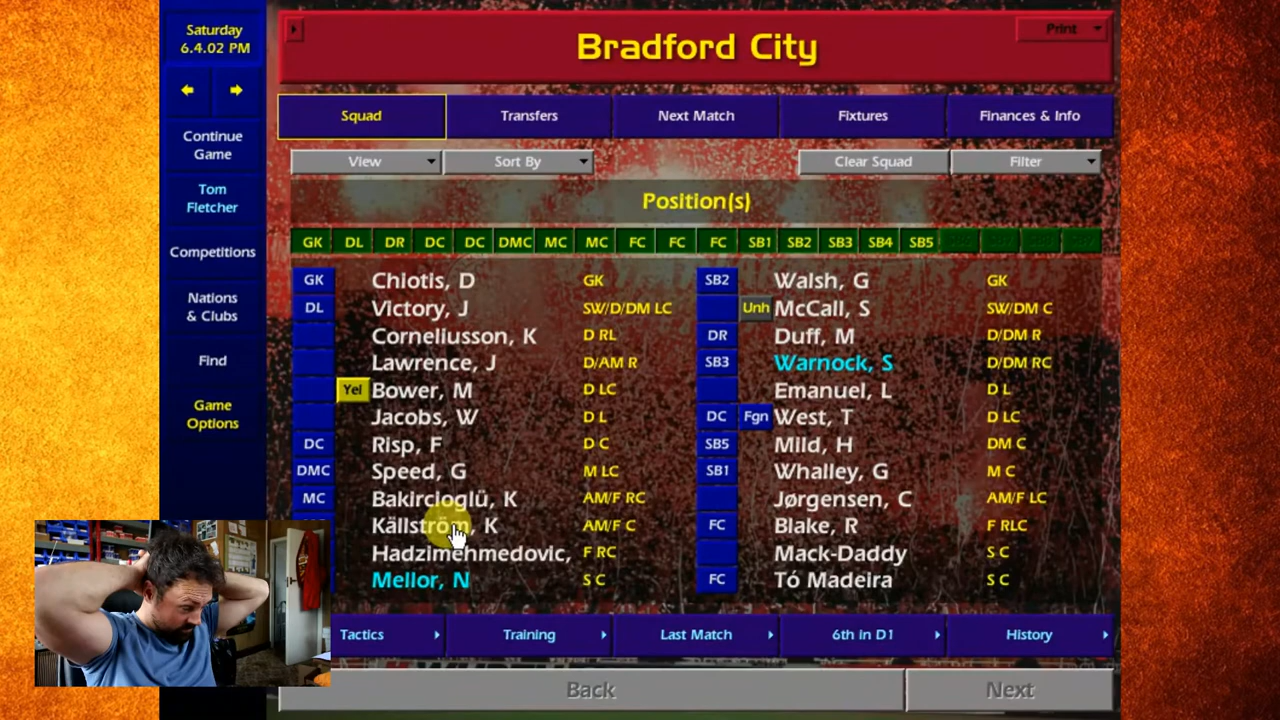 Saturday
6.4.02 PM
Continue
Game
Tom
Fletcher
Competitions
Nations
& Clubs
Find
Game
Options
Bradford City
Print
Squad Transfers Next Match Fixtures Finances & Info
View Sort By Clear Squad Filter
Position(s)
GK DL DR DC DC DMC MC MC FC FC FC SB1 SB2 SB3 SB4 SB5
GK Chiotis, D GK SB2 Walsh, G GK
DL Victory, J SW/D/DM LC Unh McCall, S SW/DM C
Corneliusson, K D RL DR Duff, M D/DM R
Lawrence, J D/AM R SB3 Warnock, S D/DM RC
Yel Bower, M D LC Emanuel, L D L
Jacobs, W D L DC Fgn West, T D LC
DC Risp, F D C SB5 Mild, H DM C
DMC Speed, G M LC SB1 Whalley, G M C
MC Bakircioglü, K AM/F RC Jørgensen, C AM/F LC
Källström, K AM/F C FC Blake, R F RLC
Hadzimehmedovic, F RC Mack-Daddy S C
Mellor, N S C FC Tó Madeira S C
Tactics Training Last Match 6th in D1 History
Back Next